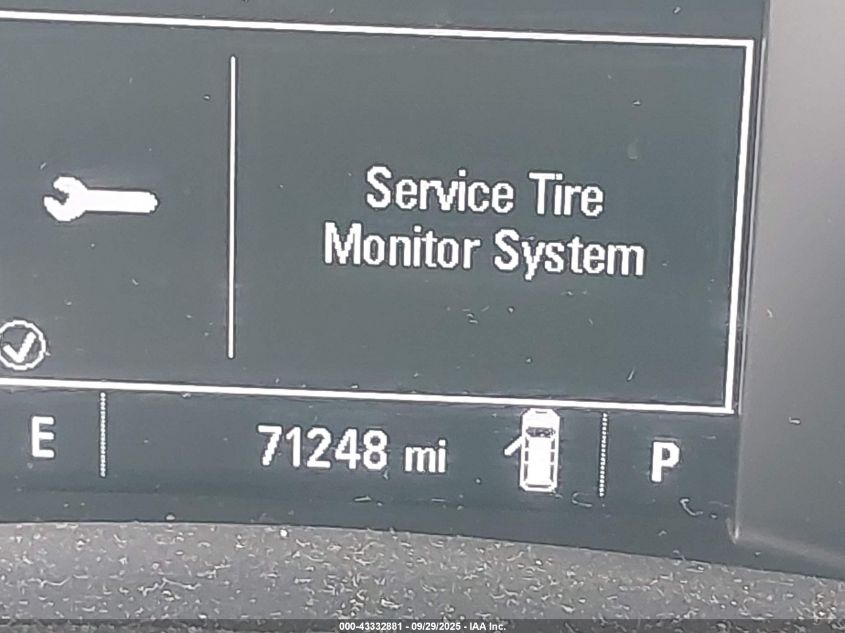 Service Tire
Monitor System
E
71248 mi
P
000-43332881 - 09/29/2025 - IAA Inc.